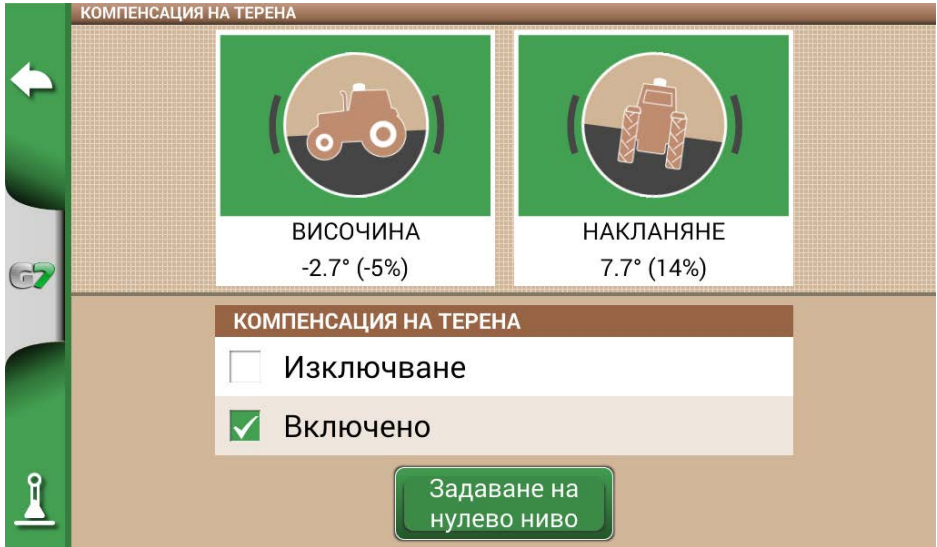 КОМПЕНСАЦИЯ НА ТЕРЕНА
ВИСОЧИНА
-2.7° (-5%)
НАКЛАНЯНЕ
7.7° (14%)
G7
КОМПЕНСАЦИЯ НА ТЕРЕНА
Изключване
Включено
Задаване на
нулево ниво